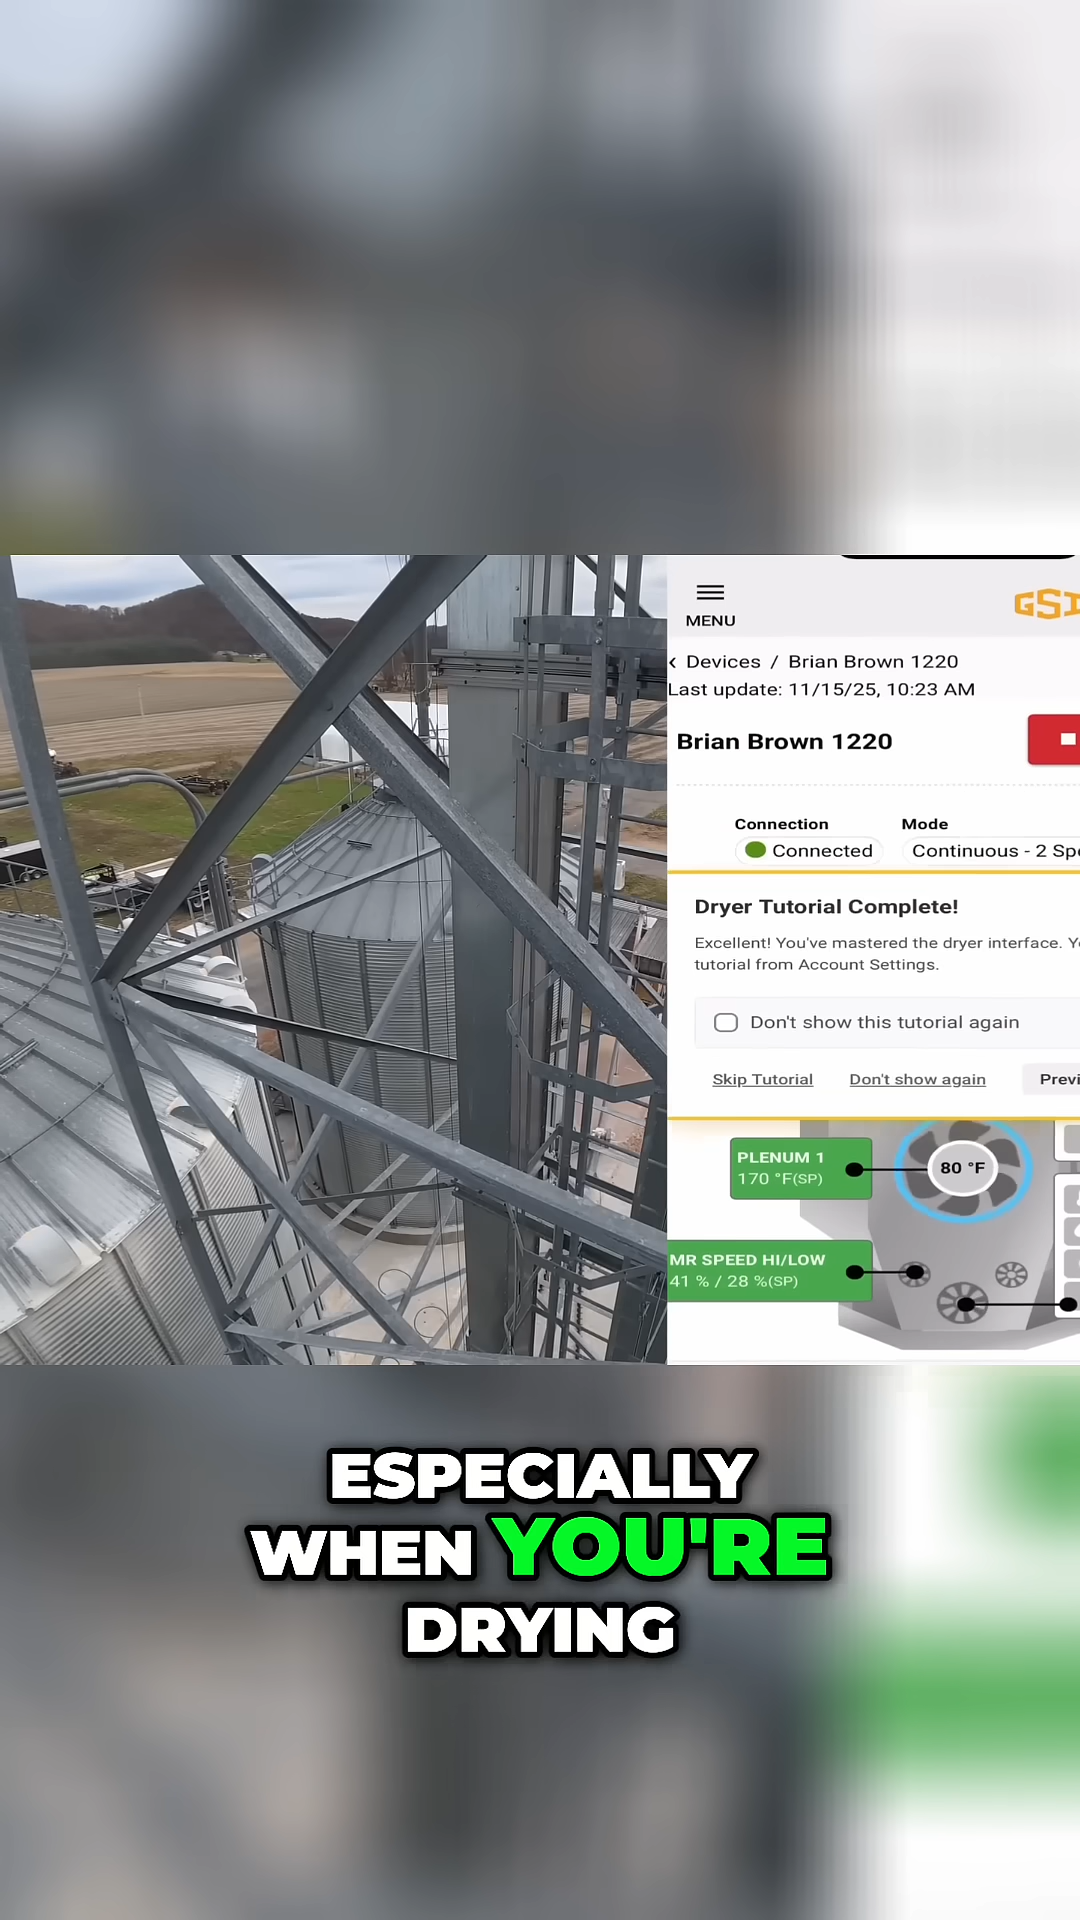 MENU
GSI
‹ Devices / Brian Brown 1220
Last update: 11/15/25, 10:23 AM
Brian Brown 1220
Connection
Mode
Connected
Continuous - 2 Spe
Dryer Tutorial Complete!
Excellent! You've mastered the dryer interface. Y
tutorial from Account Settings.
Don't show this tutorial again
Skip Tutorial
Don't show again
Previ
PLENUM 1
170 °F(SP)
80 °F
MR SPEED HI/LOW
41 % / 28 %(SP)
ESPECIALLY
WHEN YOU'RE
DRYING